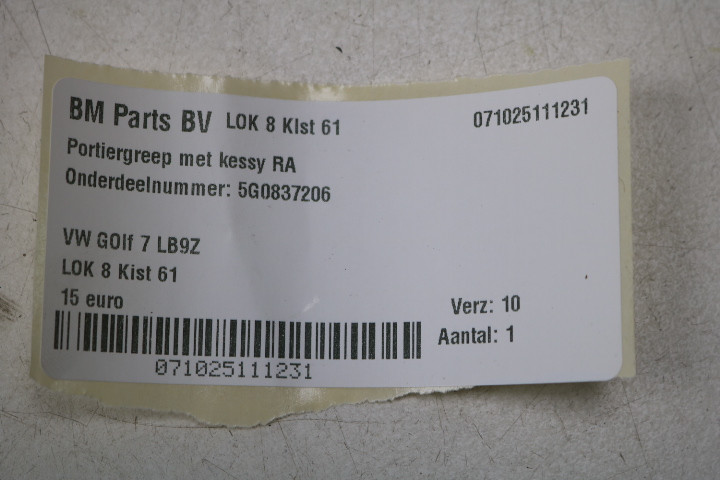 BM Parts BV LOK 8 KIst 61 071025111231
Portiergreep met kessy RA
Onderdeelnummer: 5G0837206
VW GOlf 7 LB9Z
LOK 8 Kist 61
15 euro Verz: 10
Aantal: 1
071025111231